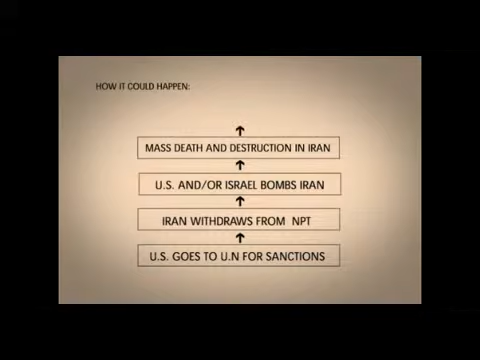 HOW IT COULD HAPPEN:
MASS DEATH AND DESTRUCTION IN IRAN
U.S. AND/OR ISRAEL BOMBS IRAN
IRAN WITHDRAWS FROM NPT
U.S. GOES TO U.N FOR SANCTIONS